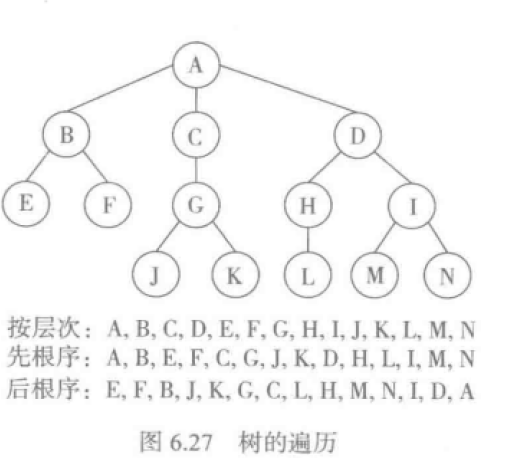 A
B C D
E F G H I
J K L M N
按层次：A, B, C, D, E, F, G, H, I, J, K, L, M, N
先根序：A, B, E, F, C, G, J, K, D, H, L, I, M, N
后根序：E, F, B, J, K, G, C, L, H, M, N, I, D, A
图 6.27 树的遍历